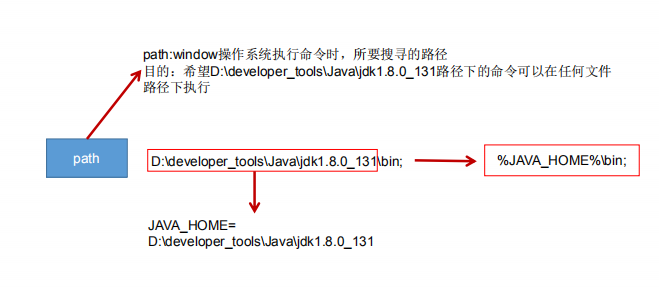 path:window操作系统执行命令时，所要搜寻的路径
目的：希望D:\developer_tools\Java\jdk1.8.0_131路径下的命令可以在任何文件
路径下执行
path
D:\developer_tools\Java\jdk1.8.0_131\bin;
%JAVA_HOME%\bin;
JAVA_HOME=
D:\developer_tools\Java\jdk1.8.0_131